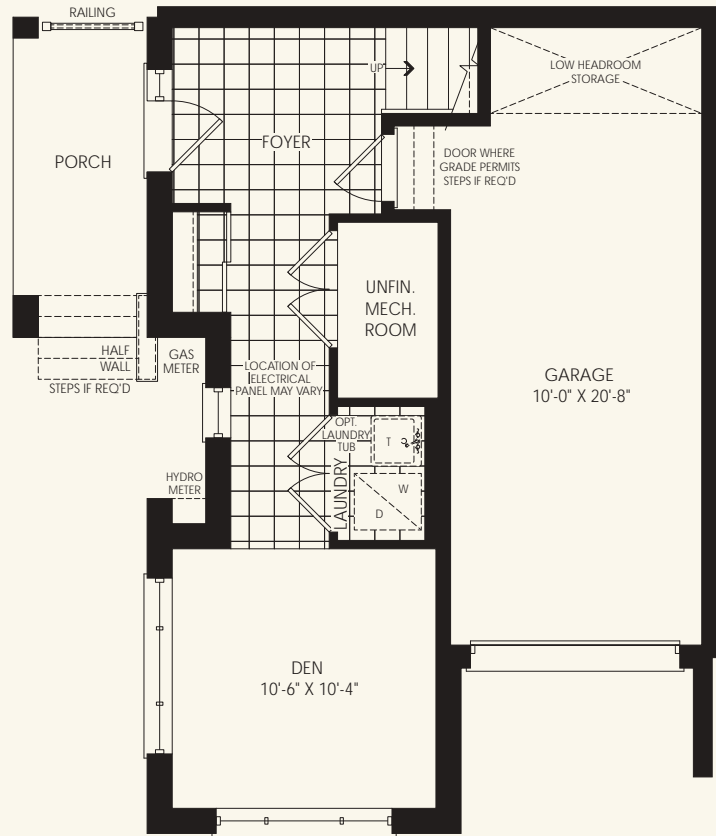 RAILING
LOW HEADROOM
STORAGE
UP
FOYER
PORCH
DOOR WHERE
GRADE PERMITS
STEPS IF REQ'D
UNFIN.
MECH.
ROOM
HALF
WALL
STEPS IF REQ'D
GAS
METER
LOCATION OF
ELECTRICAL
PANEL MAY VARY
GARAGE
10'-0" X 20'-8"
OPT.
LAUNDRY
TUB
T
LAUNDRY
W
D
HYDRO
METER
DEN
10'-6" X 10'-4"